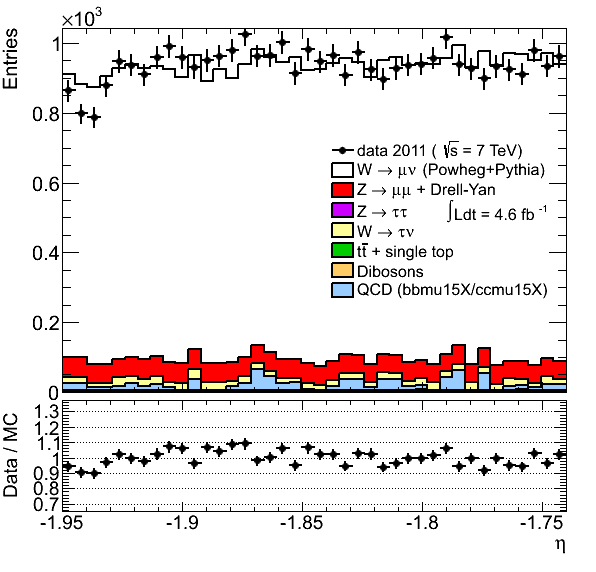 ×10³
Entries
1
0.8
0.6
0.4
0.2
0
data 2011 ( √s = 7 TeV)
W → μν (Powheg+Pythia)
Z → μμ + Drell-Yan
Z → ττ
∫Ldt = 4.6 fb⁻¹
W → τν
tt̄ + single top
Dibosons
QCD (bbmu15X/ccmu15X)
Data / MC
1.3
1.2
1.1
1
0.9
0.8
0.7
-1.95 -1.9 -1.85 -1.8 -1.75
η